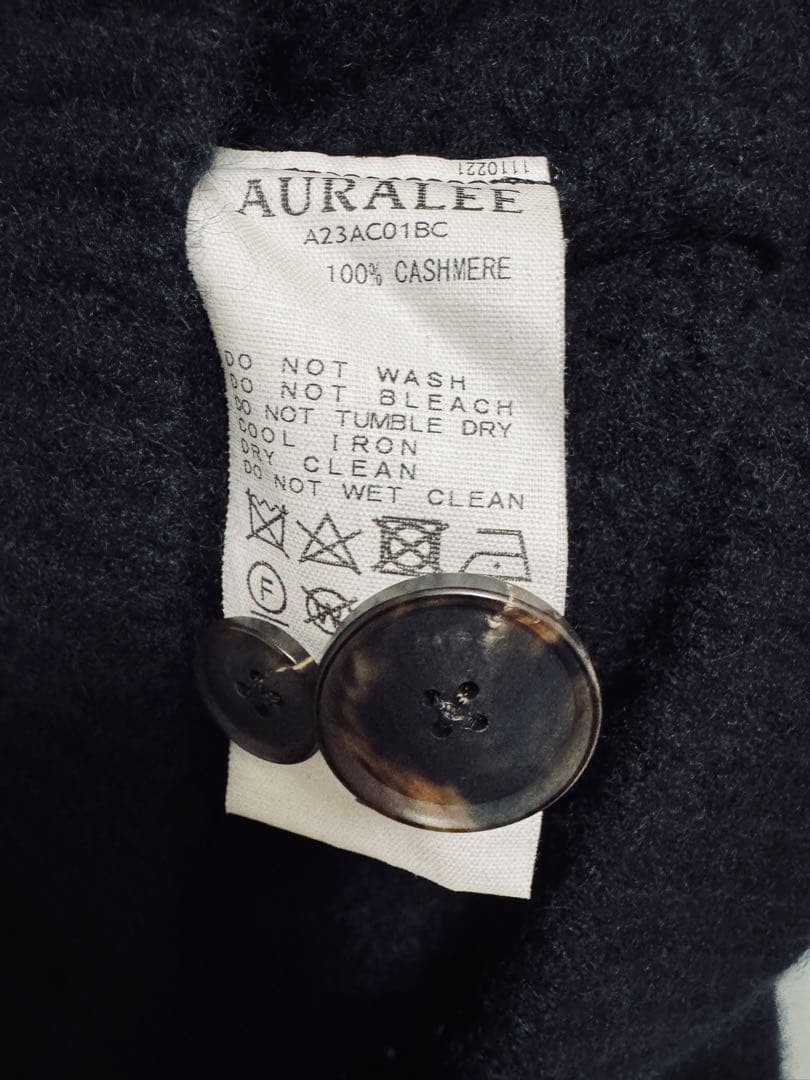 1110221
AURALEE
A23AC01BC
100% CASHMERE
DO NOT WASH
DO NOT BLEACH
DO NOT TUMBLE DRY
COOL IRON
DRY CLEAN
DO NOT WET CLEAN
F